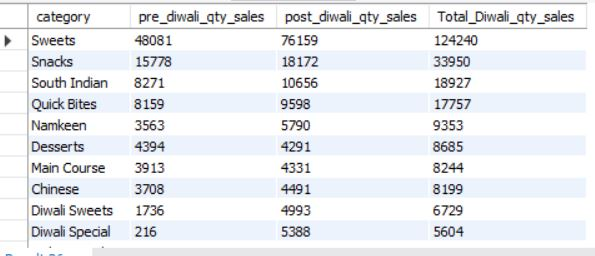 category pre_diwali_qty_sales post_diwali_qty_sales Total_Diwali_qty_sales
Sweets 48081 76159 124240
Snacks 15778 18172 33950
South Indian 8271 10656 18927
Quick Bites 8159 9598 17757
Namkeen 3563 5790 9353
Desserts 4394 4291 8685
Main Course 3913 4331 8244
Chinese 3708 4491 8199
Diwali Sweets 1736 4993 6729
Diwali Special 216 5388 5604